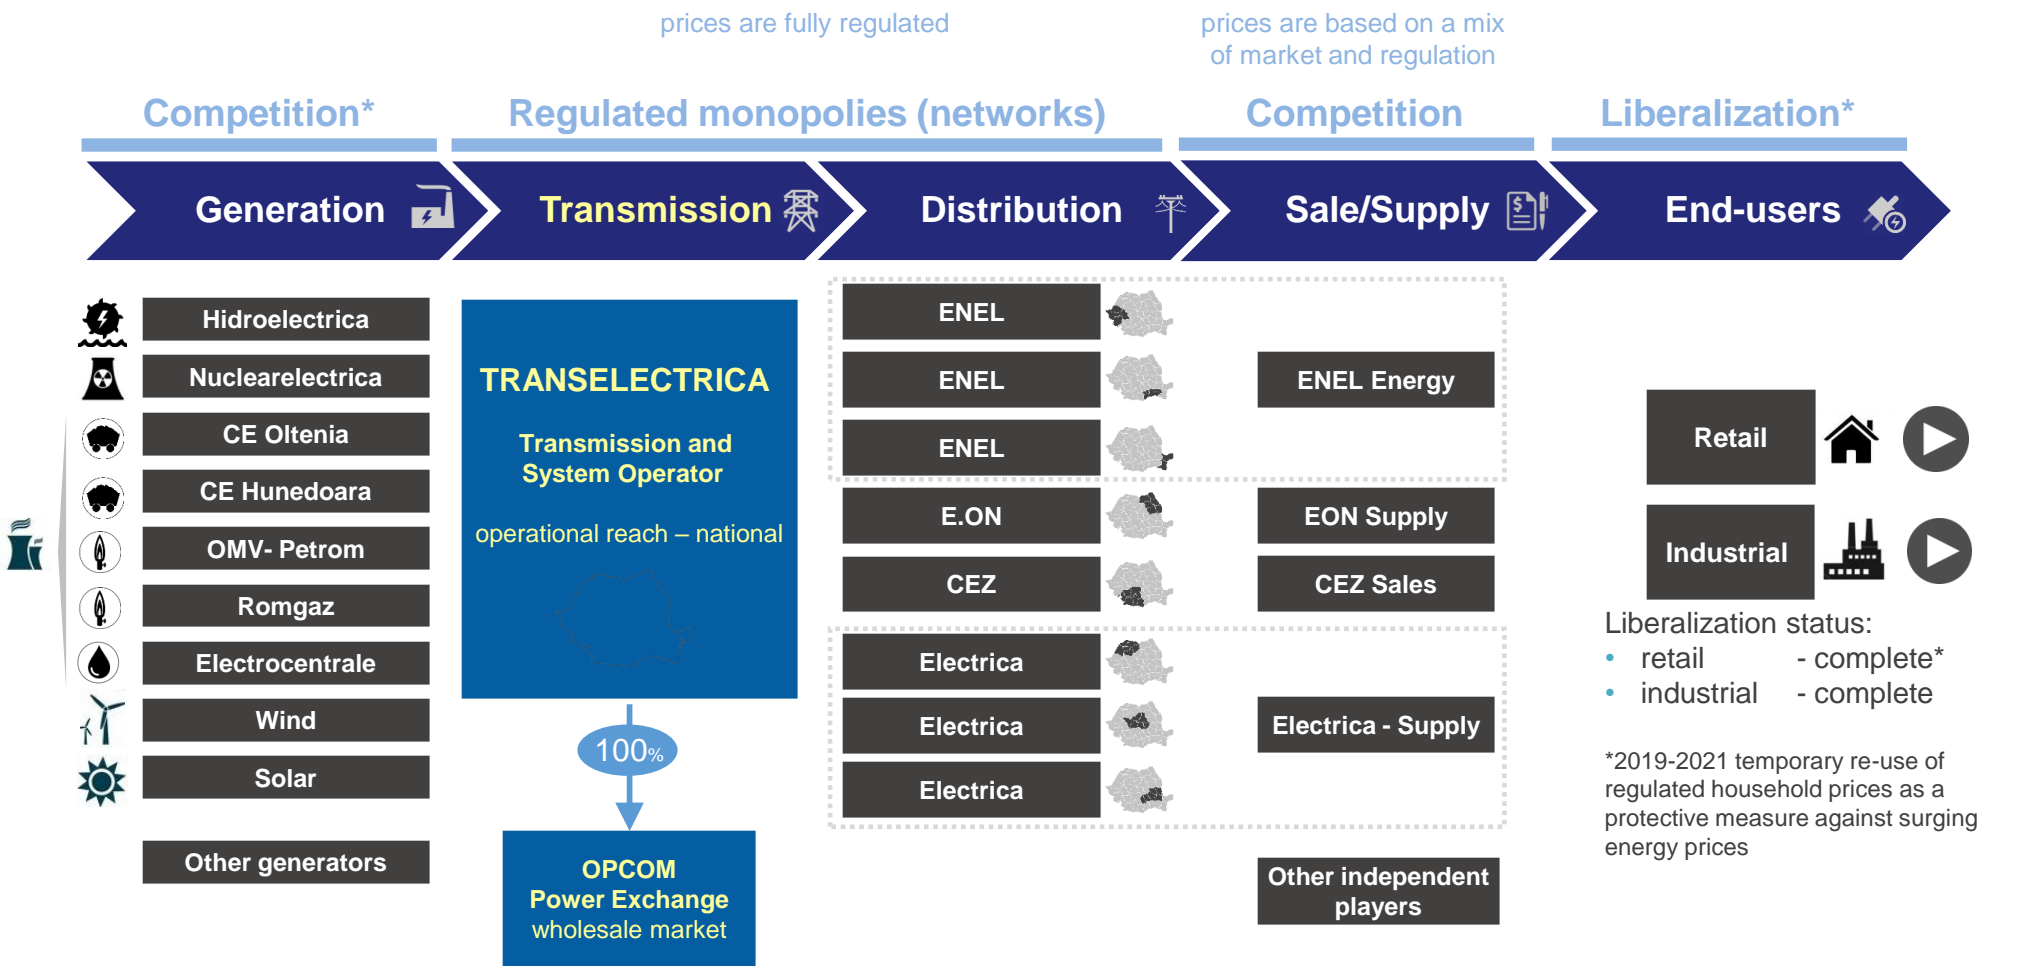 prices are fully regulated
prices are based on a mix
of market and regulation
Competition*
Regulated monopolies (networks)
Competition
Liberalization*
Generation
Transmission
Distribution
Sale/Supply
End-users
Hidroelectrica
Nuclearelectrica
CE Oltenia
CE Hunedoara
OMV- Petrom
Romgaz
Electrocentrale
Wind
Solar
Other generators
TRANSELECTRICA
Transmission and
System Operator
operational reach – national
100%
OPCOM
Power Exchange
wholesale market
ENEL
ENEL
ENEL
E.ON
CEZ
Electrica
Electrica
Electrica
ENEL Energy
EON Supply
CEZ Sales
Electrica - Supply
Other independent
players
Retail
Industrial
Liberalization status:
• retail - complete*
• industrial - complete
*2019-2021 temporary re-use of
regulated household prices as a
protective measure against surging
energy prices